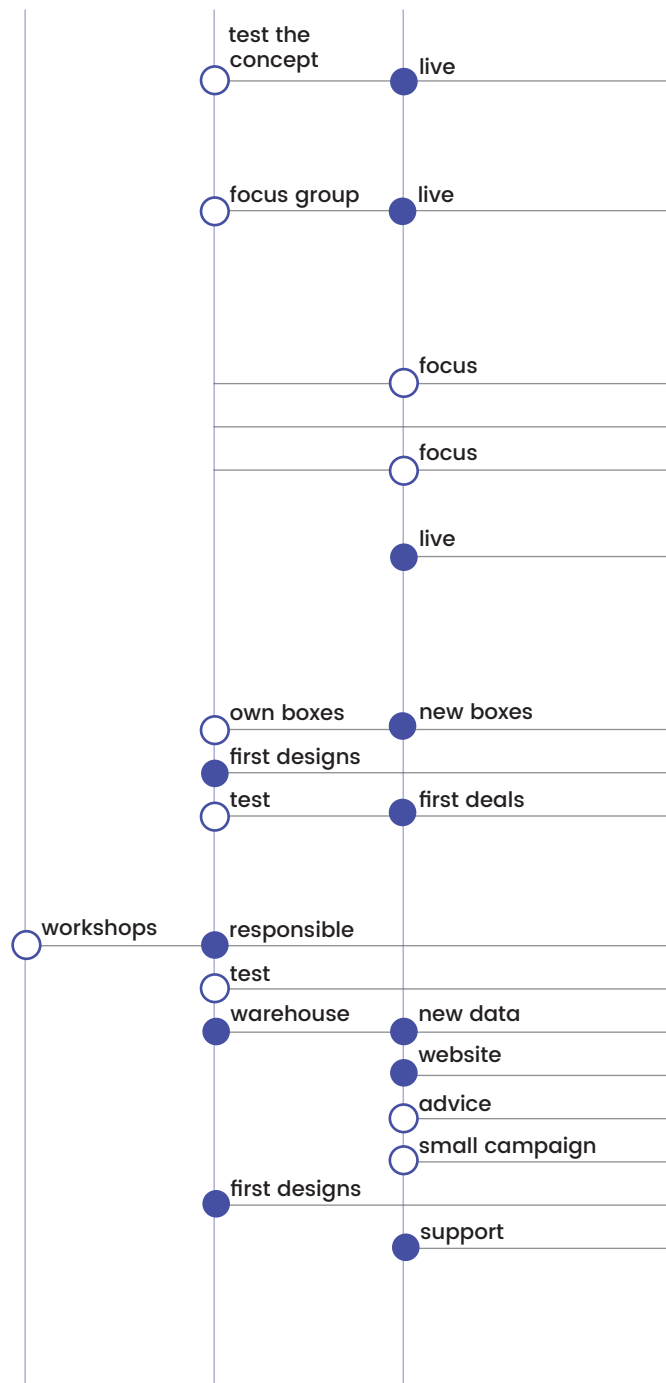 test the
concept
live
focus group
live
focus
focus
live
own boxes
new boxes
first designs
test
first deals
workshops
responsible
test
warehouse
new data
website
advice
small campaign
first designs
support